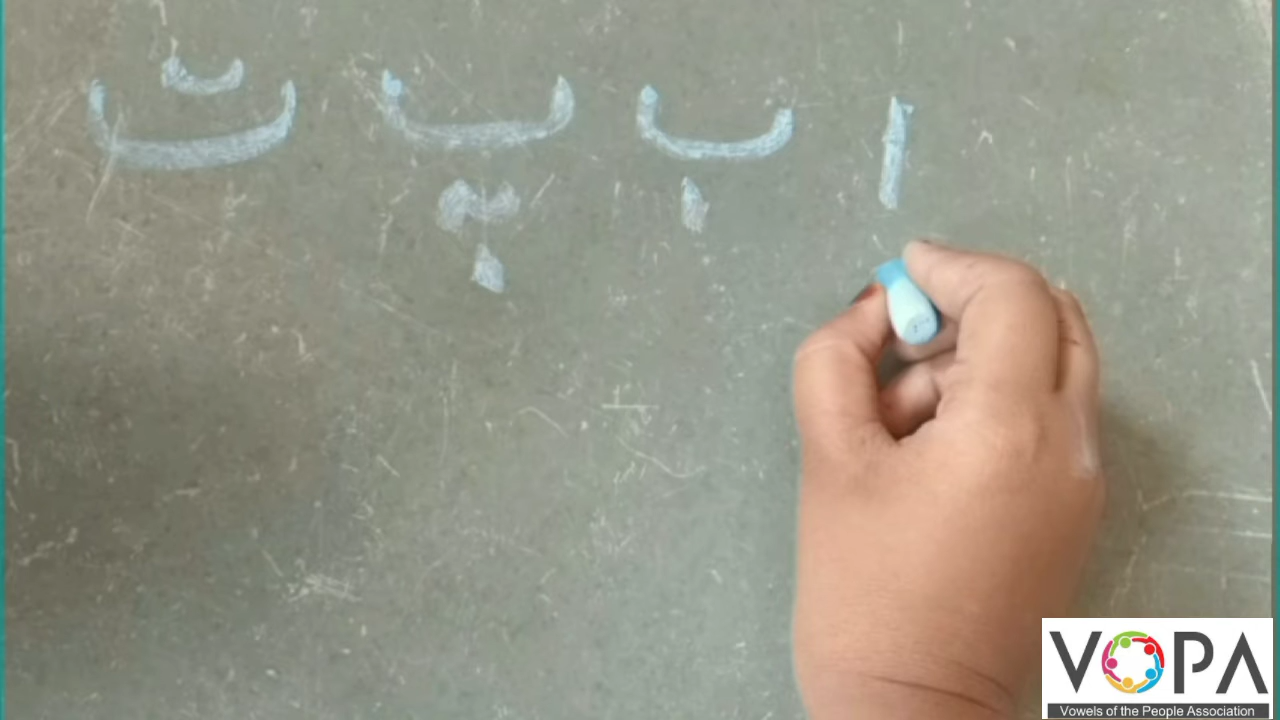 ا ب پ ت
VOPA
Vowels of the People Association